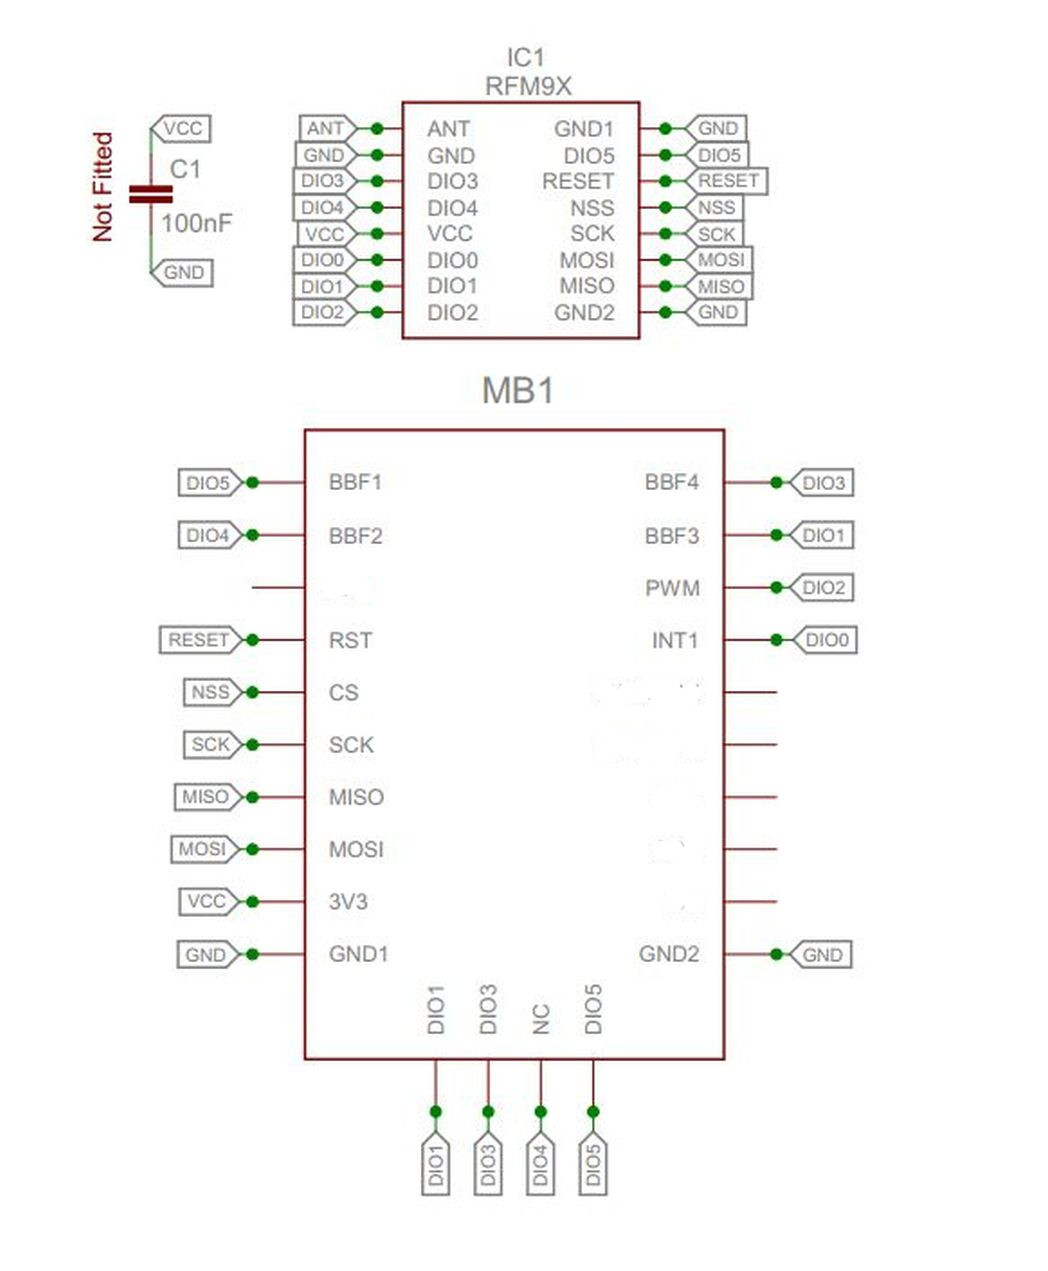 IC1
RFM9X
Not Fitted
VCC
C1
100nF
GND
ANT ANT GND1 GND
GND GND DIO5 DIO5
DIO3 DIO3 RESET RESET
DIO4 DIO4 NSS NSS
VCC VCC SCK SCK
DIO0 DIO0 MOSI MOSI
DIO1 DIO1 MISO MISO
DIO2 DIO2 GND2 GND
MB1
DIO5 BBF1 BBF4 DIO3
DIO4 BBF2 BBF3 DIO1
PWM DIO2
RESET RST INT1 DIO0
NSS CS
SCK SCK
MISO MISO
MOSI MOSI
VCC 3V3
GND GND1 GND2 GND
DIO1 DIO3 NC DIO5
DIO1 DIO3 DIO4 DIO5